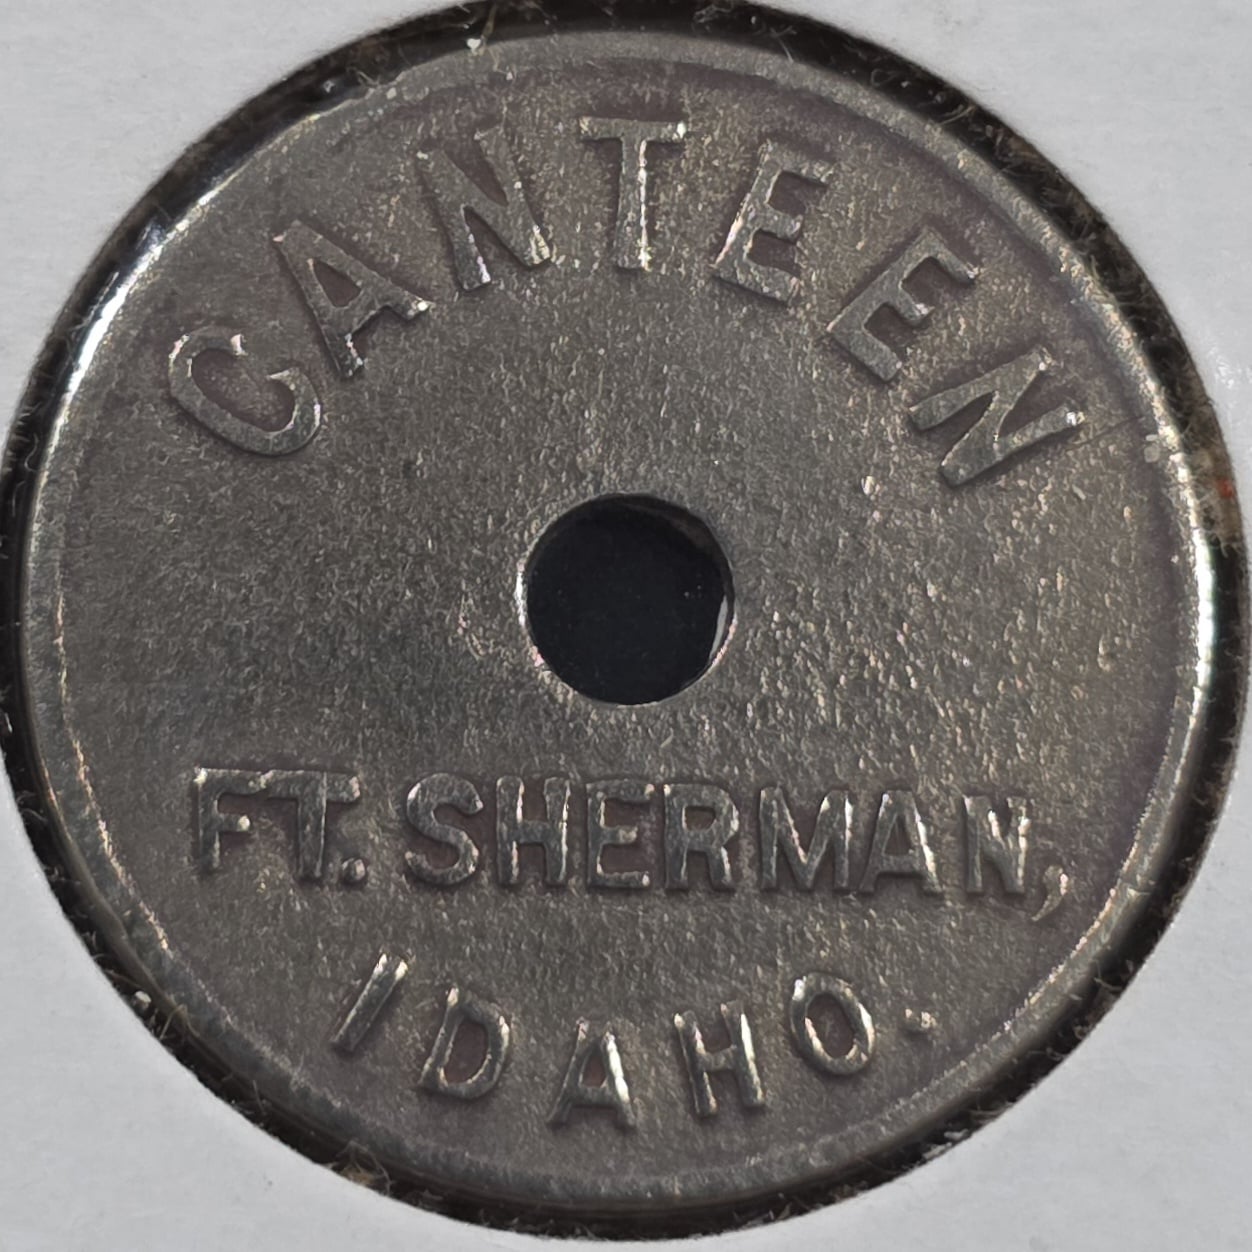 CANTEEN
FT. SHERMAN,
IDAHO.